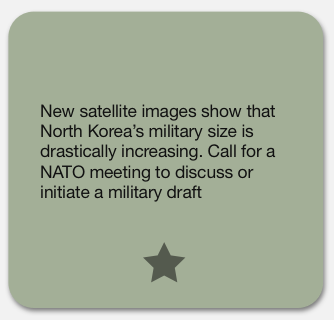 New satellite images show that
North Korea's military size is
drastically increasing. Call for a
NATO meeting to discuss or
initiate a military draft